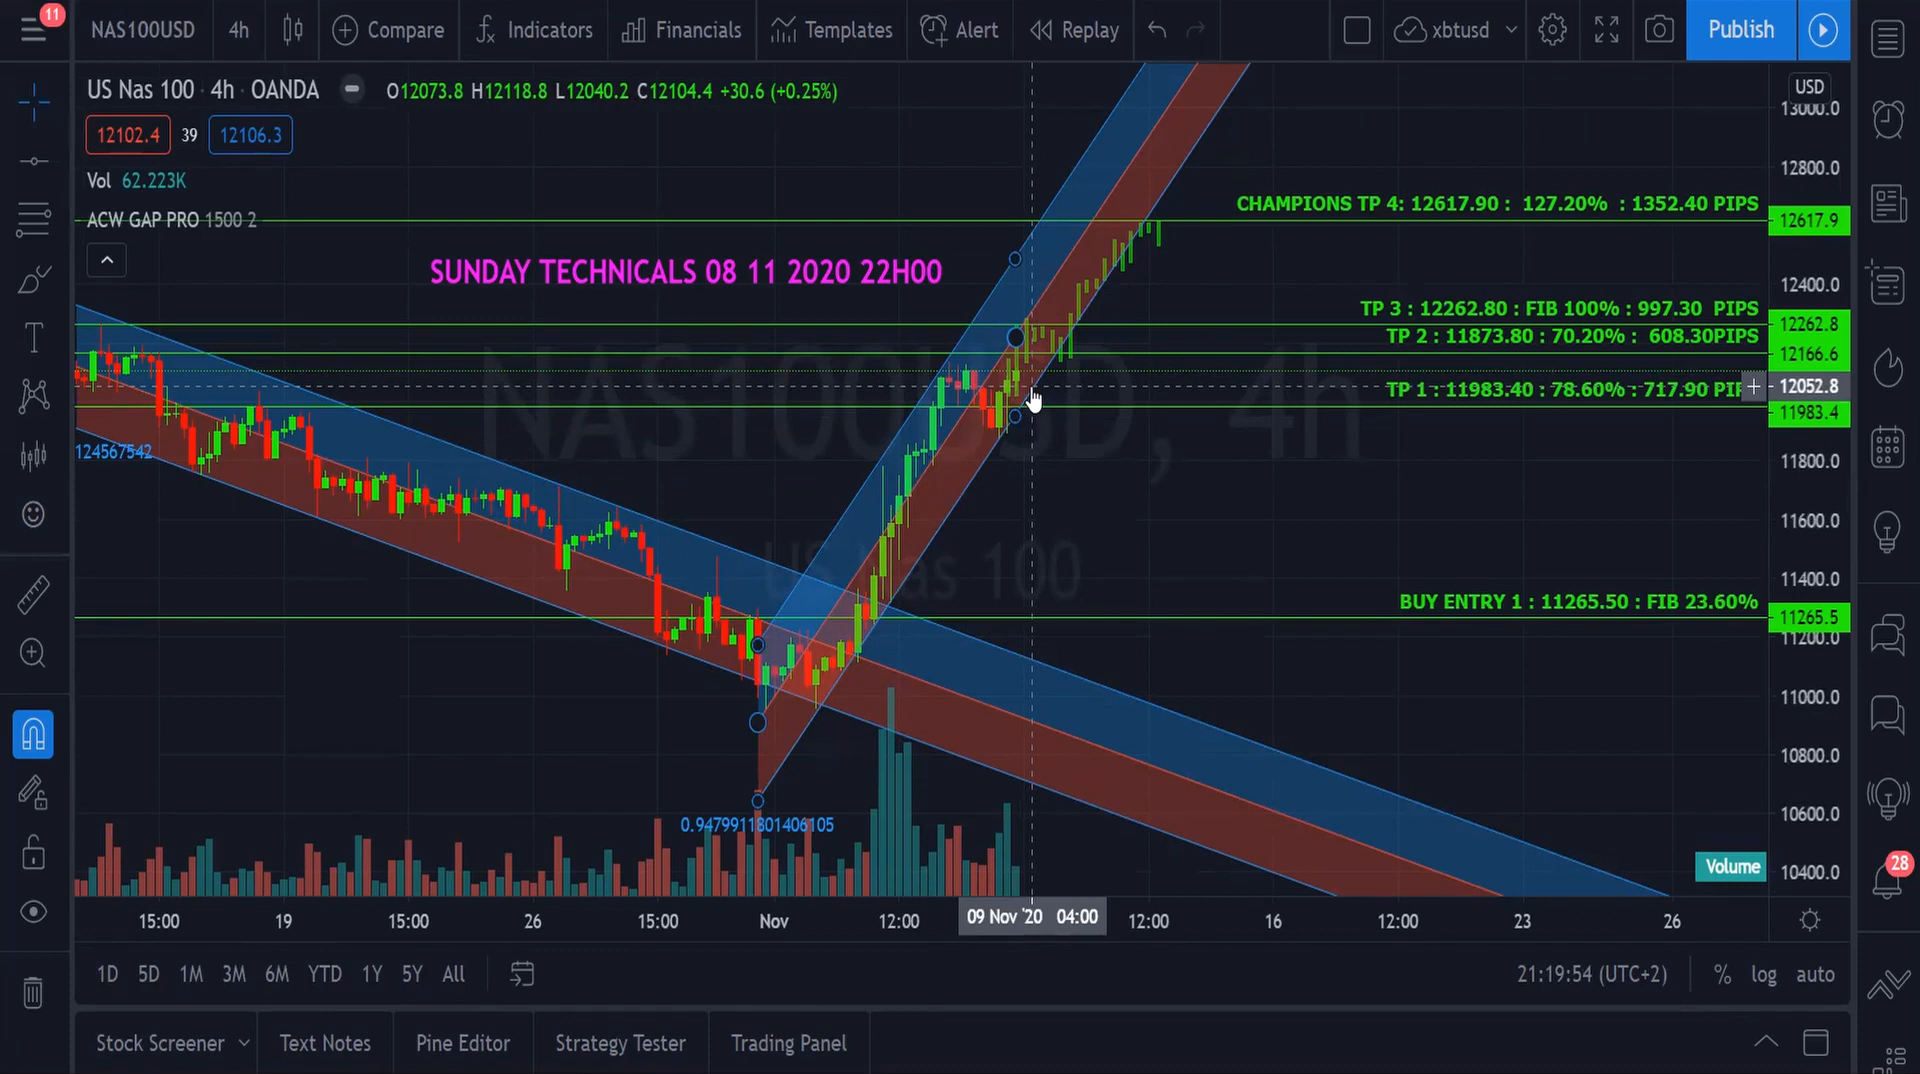 11
NAS100USD 4h Compare Indicators Financials Templates Alert Replay xbtusd Publish
US Nas 100 · 4h · OANDA O12073.8 H12118.8 L12040.2 C12104.4 +30.6 (+0.25%)
USD
13000.0
12102.4 39 12106.3
12800.0
Vol 62.223K
CHAMPIONS TP 4: 12617.90 : 127.20% : 1352.40 PIPS
ACW GAP PRO 1500 2
12617.9
SUNDAY TECHNICALS 08 11 2020 22H00
12400.0
TP 3 : 12262.80 : FIB 100% : 997.30 PIPS
12262.8
TP 2 : 11873.80 : 70.20% : 608.30PIPS
12166.6
TP 1 : 11983.40 : 78.60% : 717.90 PIP
12052.8
11983.4
NAS100USD, 4h
124567542
11800.0
11600.0
US Nas 100
11400.0
BUY ENTRY 1 : 11265.50 : FIB 23.60%
11265.5
11200.0
11000.0
10800.0
10600.0
0.9479911801406105
Volume
10400.0
28
15:00 19 15:00 26 15:00 Nov 12:00 09 Nov '20 04:00 12:00 16 12:00 23 26
1D 5D 1M 3M 6M YTD 1Y 5Y All 21:19:54 (UTC+2) % log auto
Stock Screener Text Notes Pine Editor Strategy Tester Trading Panel